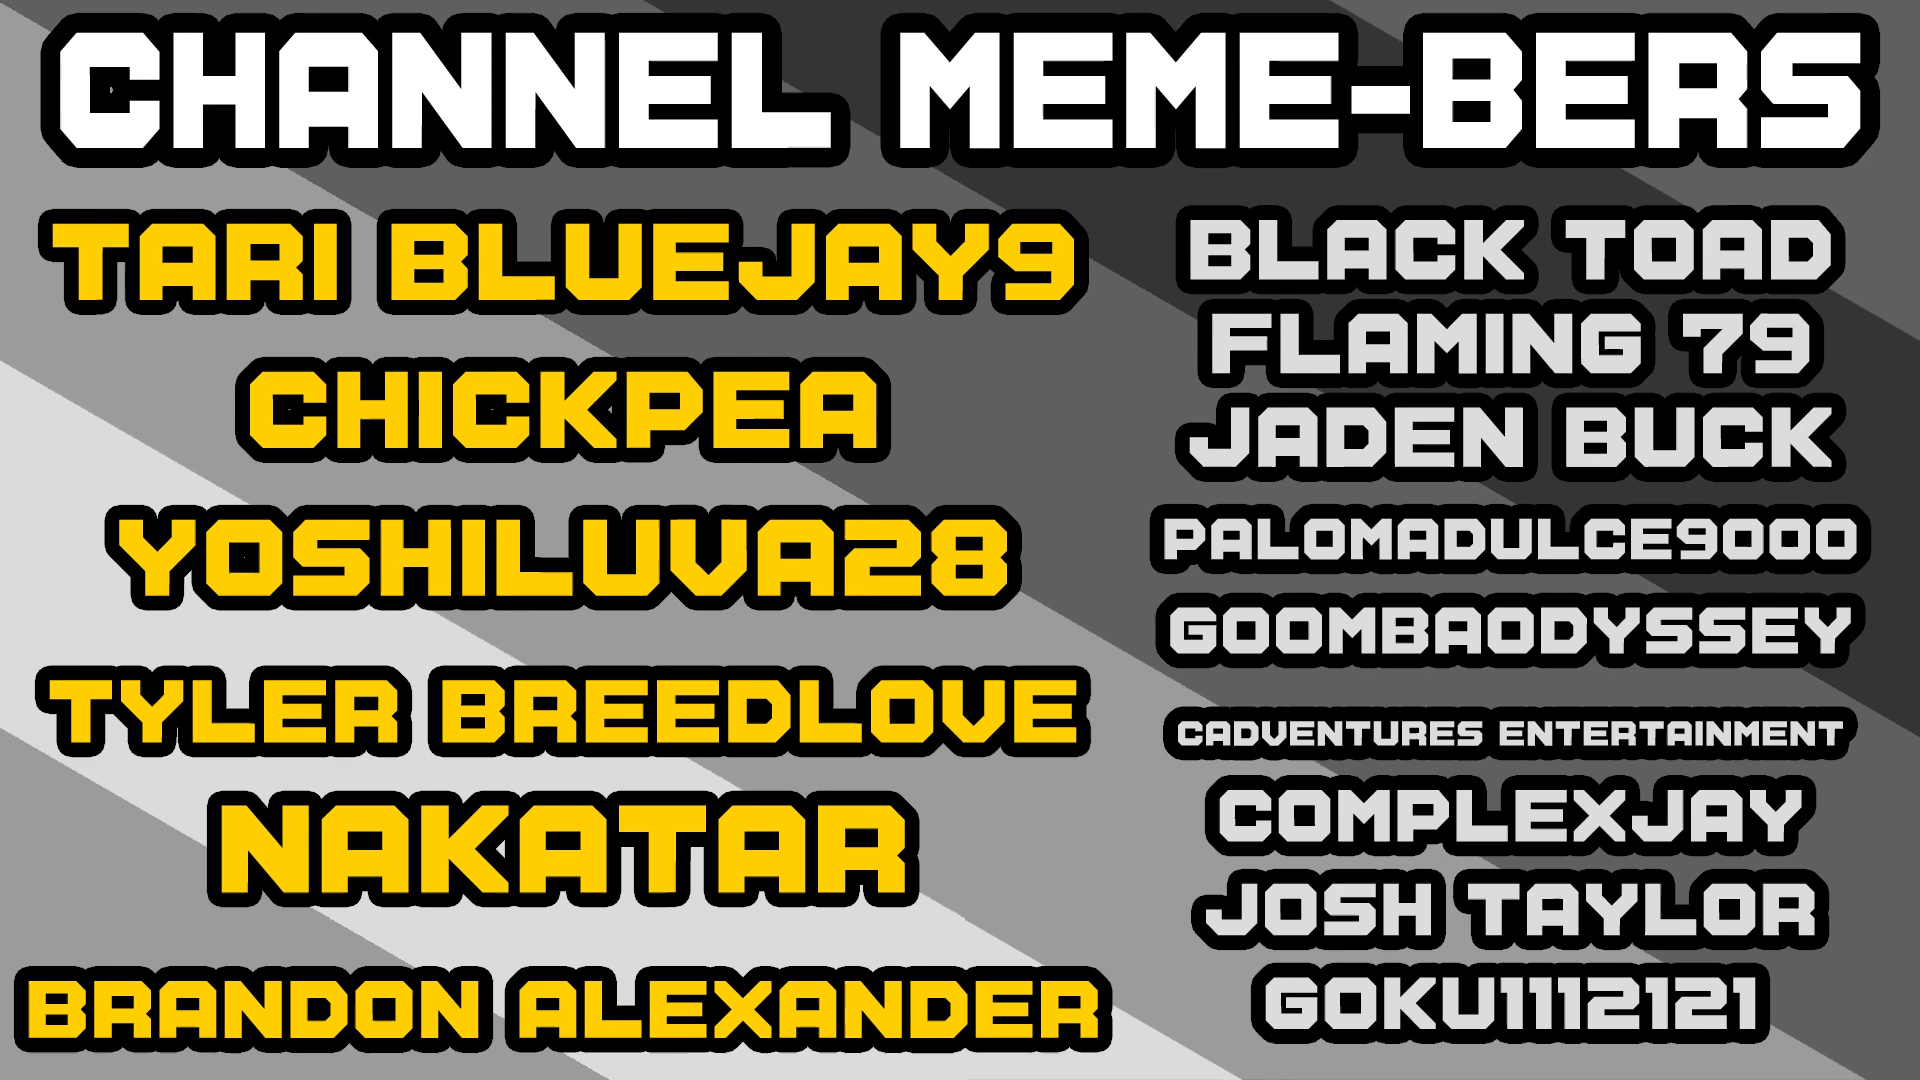 CHANNEL MEME-BERS
TARI BLUEJAY9
CHICKPEA
YOSHILUVA28
TYLER BREEDLOVE
NAKATAR
BRANDON ALEXANDER
BLACK TOAD
FLAMING 79
JADEN BUCK
PALOMADULCE9000
GOOMBAODYSSEY
CADVENTURES ENTERTAINMENT
COMPLEXJAY
JOSH TAYLOR
GOKU1112121